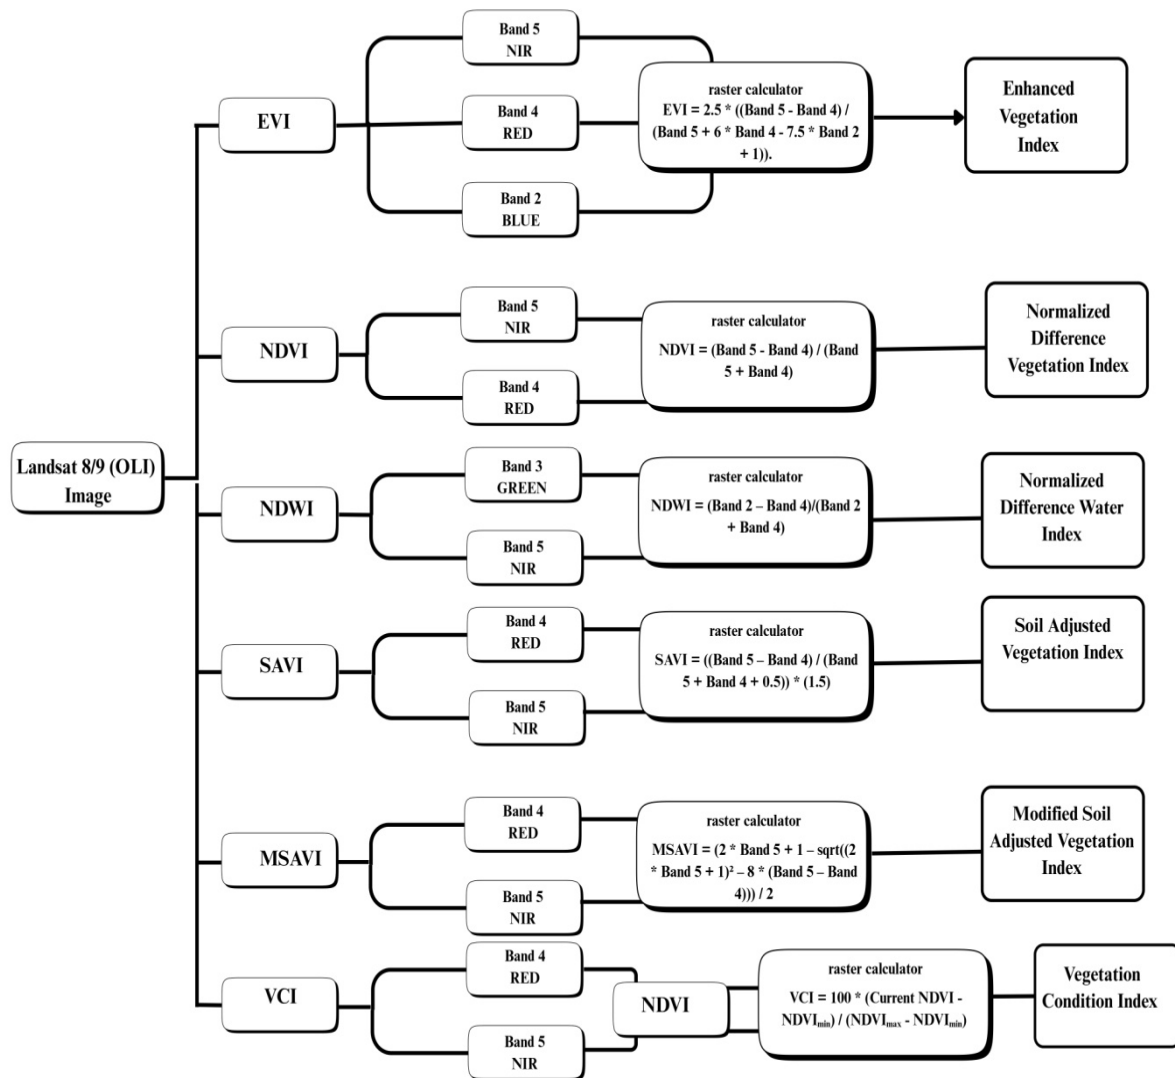 Landsat 8/9 (OLI)
Image
EVI
Band 5
NIR
Band 4
RED
Band 2
BLUE
raster calculator
EVI = 2.5 * ((Band 5 - Band 4) /
(Band 5 + 6 * Band 4 - 7.5 * Band 2
+ 1)).
Enhanced
Vegetation
Index
NDVI
Band 5
NIR
Band 4
RED
raster calculator
NDVI = (Band 5 - Band 4) / (Band
5 + Band 4)
Normalized
Difference
Vegetation Index
NDWI
Band 3
GREEN
Band 5
NIR
raster calculator
NDWI = (Band 2 – Band 4)/(Band 2
+ Band 4)
Normalized
Difference Water
Index
SAVI
Band 4
RED
Band 5
NIR
raster calculator
SAVI = ((Band 5 – Band 4) / (Band
5 + Band 4 + 0.5)) * (1.5)
Soil Adjusted
Vegetation Index
MSAVI
Band 4
RED
Band 5
NIR
raster calculator
MSAVI = (2 * Band 5 + 1 – sqrt((2
* Band 5 + 1)² – 8 * (Band 5 – Band
4))) / 2
Modified Soil
Adjusted Vegetation
Index
VCI
Band 4
RED
Band 5
NIR
NDVI
raster calculator
VCI = 100 * (Current NDVI -
NDVImin) / (NDVImax - NDVImin)
Vegetation
Condition Index